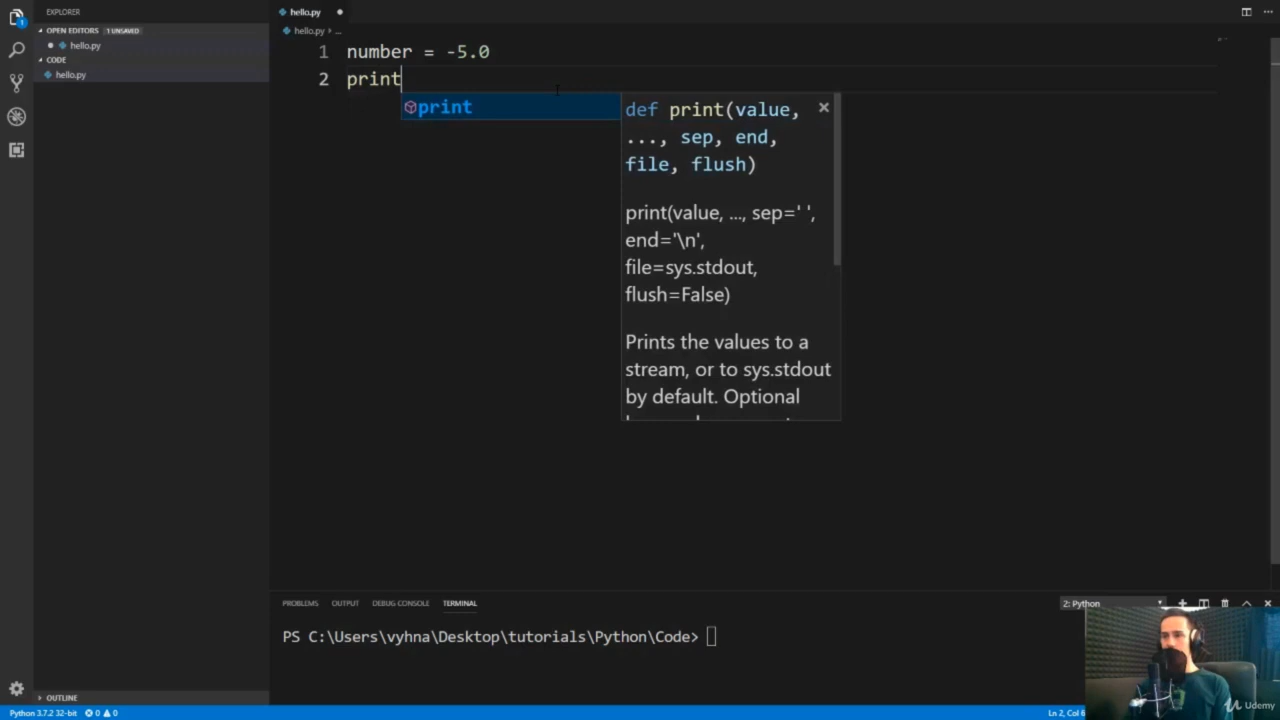 EXPLORER
OPEN EDITORS 1 UNSAVED
hello.py
CODE
hello.py
OUTLINE
hello.py
hello.py > ...
1 number = -5.0
2 print
print
def print(value,
..., sep, end,
file, flush)
print(value, ..., sep=' ',
end='\n',
file=sys.stdout,
flush=False)
Prints the values to a
stream, or to sys.stdout
by default. Optional
PROBLEMS OUTPUT DEBUG CONSOLE TERMINAL
2: Python
PS C:\Users\vyhna\Desktop\tutorials\Python\Code>
Python 3.7.2 32-bit 0 0
Ln 2, Col 6
Udemy